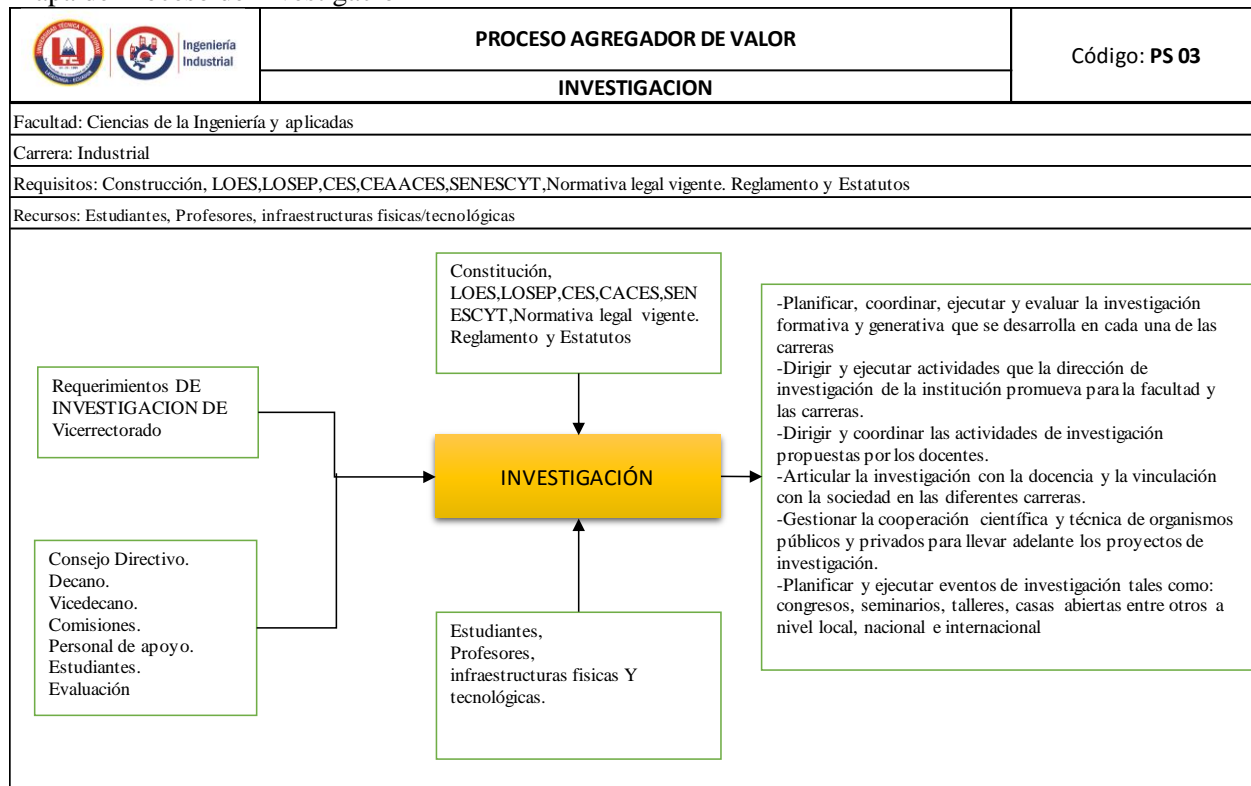 Ingeniería
Industrial
PROCESO AGREGADOR DE VALOR
INVESTIGACION
Código: PS 03
Facultad: Ciencias de la Ingeniería y aplicadas
Carrera: Industrial
Requisitos: Construcción, LOES,LOSEP,CES,CEAACES,SENESCYT,Normativa legal vigente. Reglamento y Estatutos
Recursos: Estudiantes, Profesores, infraestructuras fisicas/tecnológicas
Constitución,
LOES,LOSEP,CES,CACES,SEN
ESCYT,Normativa legal vigente.
Reglamento y Estatutos
Requerimientos DE
INVESTIGACION DE
Vicerrectorado
INVESTIGACIÓN
Consejo Directivo.
Decano.
Vicedecano.
Comisiones.
Personal de apoyo.
Estudiantes.
Evaluación
Estudiantes,
Profesores,
infraestructuras fisicas Y
tecnológicas.
-Planificar, coordinar, ejecutar y evaluar la investigación
formativa y generativa que se desarrolla en cada una de las
carreras
-Dirigir y ejecutar actividades que la dirección de
investigación de la institución promueva para la facultad y
las carreras.
-Dirigir y coordinar las actividades de investigación
propuestas por los docentes.
-Articular la investigación con la docencia y la vinculación
con la sociedad en las diferentes carreras.
-Gestionar la cooperación científica y técnica de organismos
públicos y privados para llevar adelante los proyectos de
investigación.
-Planificar y ejecutar eventos de investigación tales como:
congresos, seminarios, talleres, casas abiertas entre otros a
nivel local, nacional e internacional